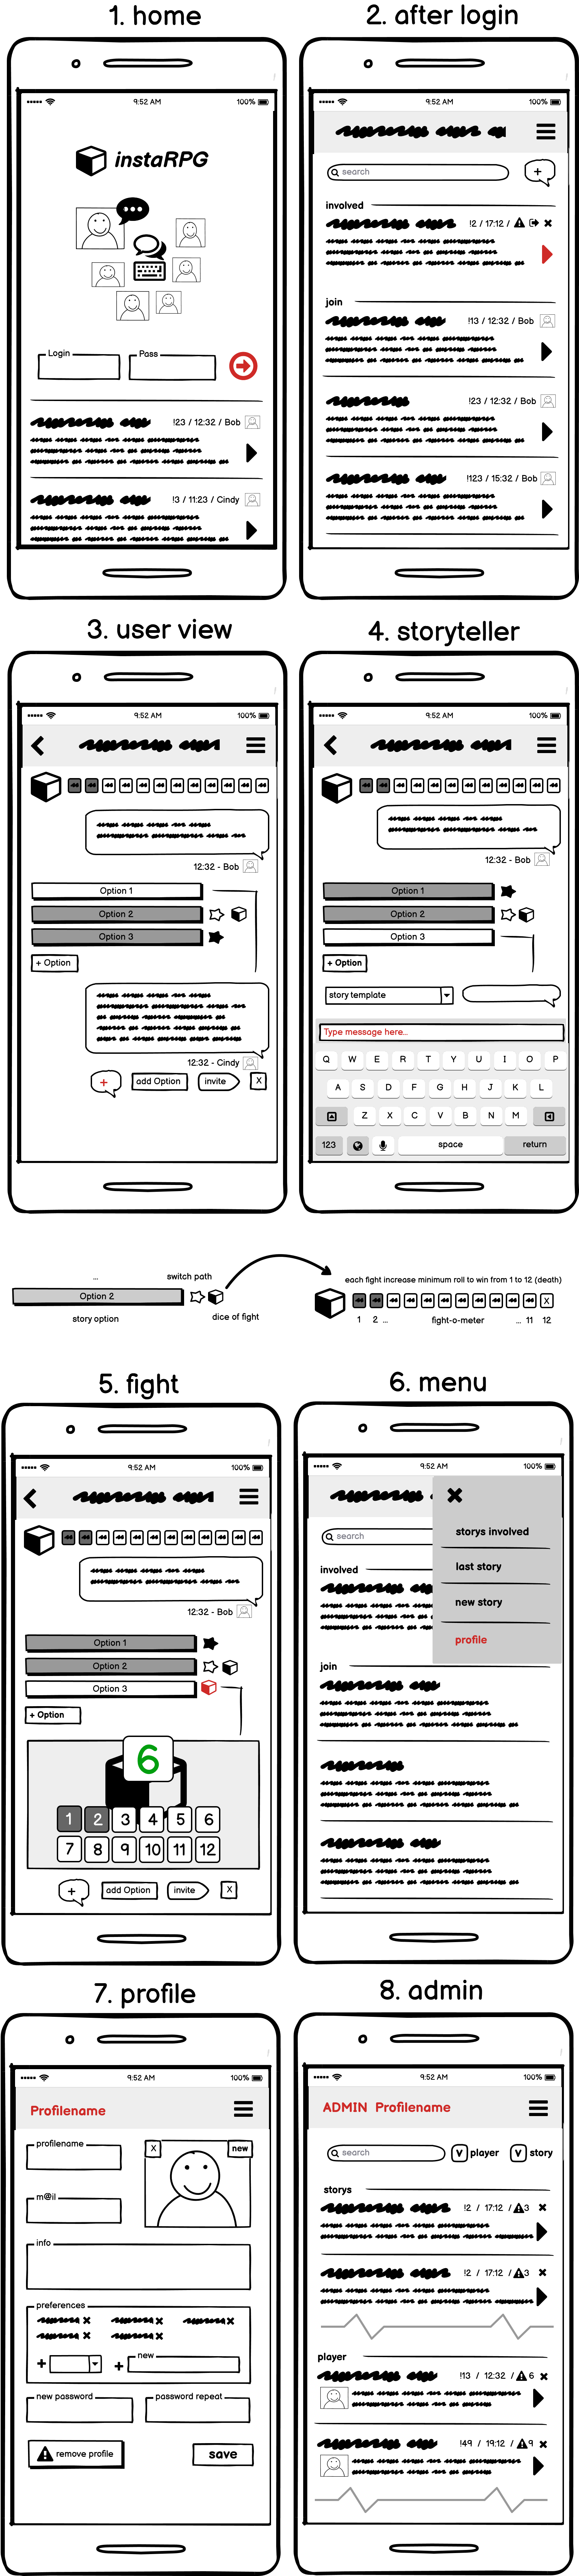 1. home
2. after login
9:52 AM 100%
instaRPG
Login
Pass
!23 / 12:32 / Bob
!3 / 11:23 / Cindy
9:52 AM 100%
search
+
involved
!2 / 17:12 /
join
!13 / 12:32 / Bob
!23 / 12:32 / Bob
!123 / 15:32 / Bob
3. user view
4. storyteller
9:52 AM 100%
12:32 - Bob
Option 1
Option 2
Option 3
+ Option
12:32 - Cindy
+
add Option
invite
X
9:52 AM 100%
12:32 - Bob
Option 1
Option 2
Option 3
+ Option
story template
Type message here...
Q W E R T Y U I O P
A S D F G H J K L
Z X C V B N M
123 space return
...
switch path
Option 2
story option
dice of fight
each fight increase minimum roll to win from 1 to 12 (death)
X
1 2 ... fight-o-meter ... 11 12
5. fight
6. menu
9:52 AM 100%
12:32 - Bob
Option 1
Option 2
Option 3
+ Option
6
1 2 3 4 5 6
7 8 9 10 11 12
+
add Option
invite
X
9:52 AM 100%
search
involved
join
storys involved
last story
new story
profile
7. profile
8. admin
9:52 AM 100%
Profilename
profilename
X
new
m@il
info
preferences
+
+ new
new password
password repeat
remove profile
save
9:52 AM 100%
ADMIN Profilename
search
V player
V story
storys
!2 / 17:12 / 3
!2 / 17:12 / 3
player
!13 / 12:32 / 6
!49 / 19:12 / 9